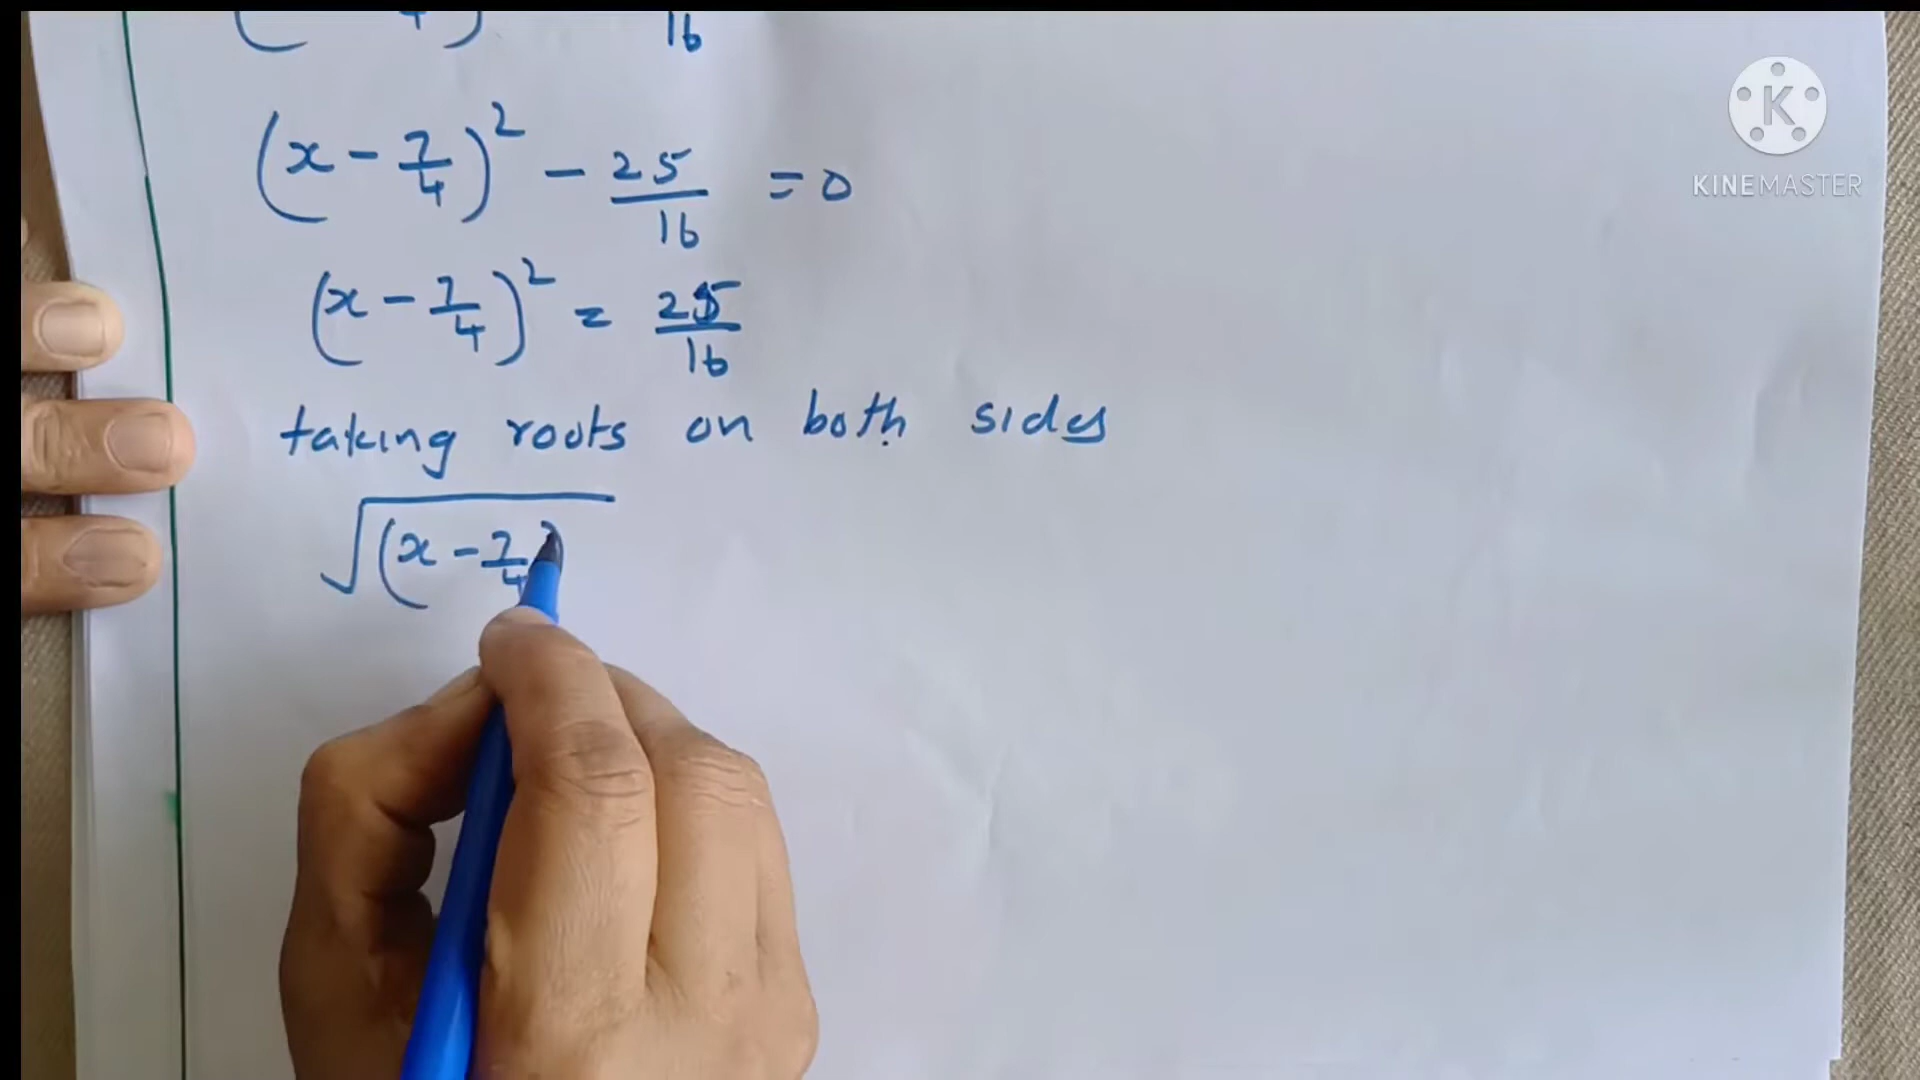 ( 4 ) 16
(x - 7/4)² - 25/16 = 0
(x - 7/4)² = 25/16
taking roots on both sides
√(x - 7/4)
K
KINEMASTER